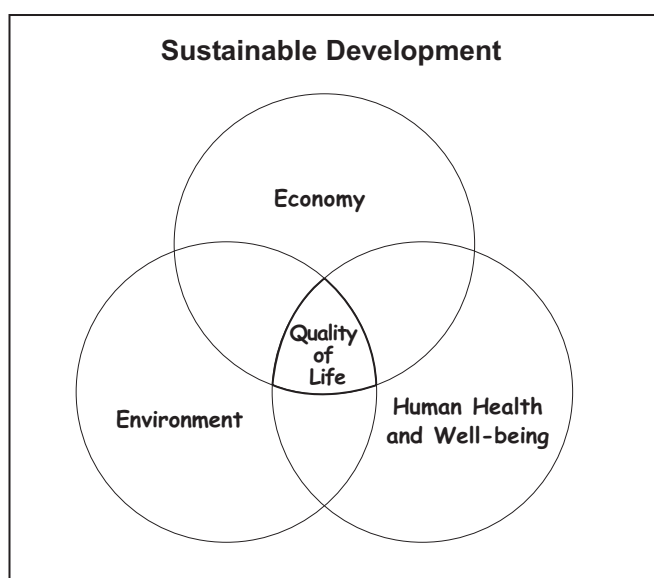 Sustainable Development
Economy
Quality
of
Life
Environment
Human Health
and Well-being